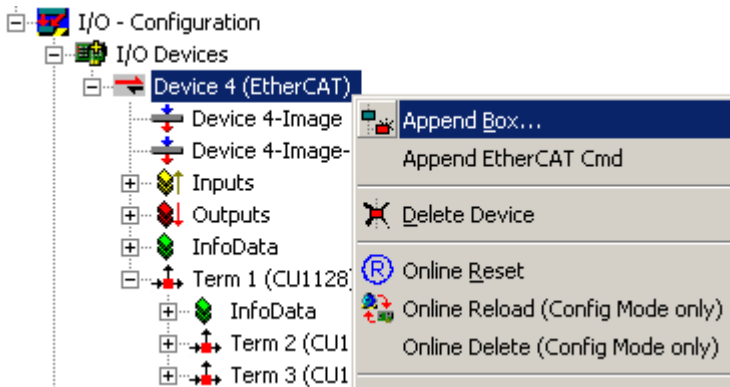 I/O - Configuration
I/O Devices
Device 4 (EtherCAT)
Device 4-Image
Append Box...
Device 4-Image-
Append EtherCAT Cmd
Inputs
Outputs
Delete Device
InfoData
Term 1 (CU1128)
R
Online Reset
InfoData
Online Reload (Config Mode only)
Term 2 (CU1
Online Delete (Config Mode only)
Term 3 (CU1